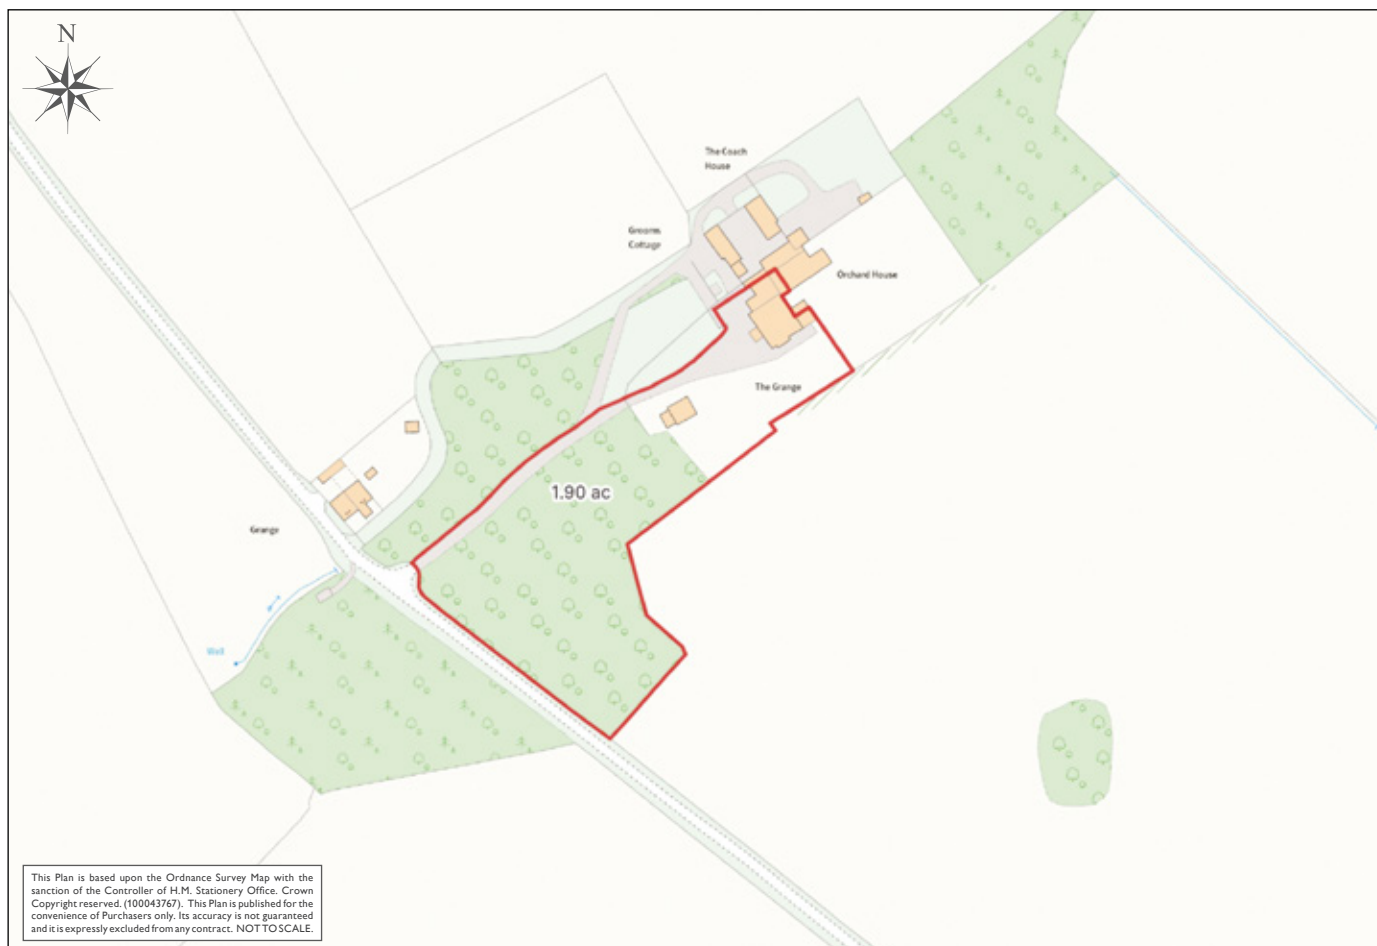 N
The Coach
House
Grooms
Cottage
Orchard House
The Grange
1.90 ac
Grange
Well
This Plan is based upon the Ordnance Survey Map with the
sanction of the Controller of H.M. Stationery Office. Crown
Copyright reserved. (100043767). This Plan is published for the
convenience of Purchasers only. Its accuracy is not guaranteed
and it is expressly excluded from any contract. NOT TO SCALE.